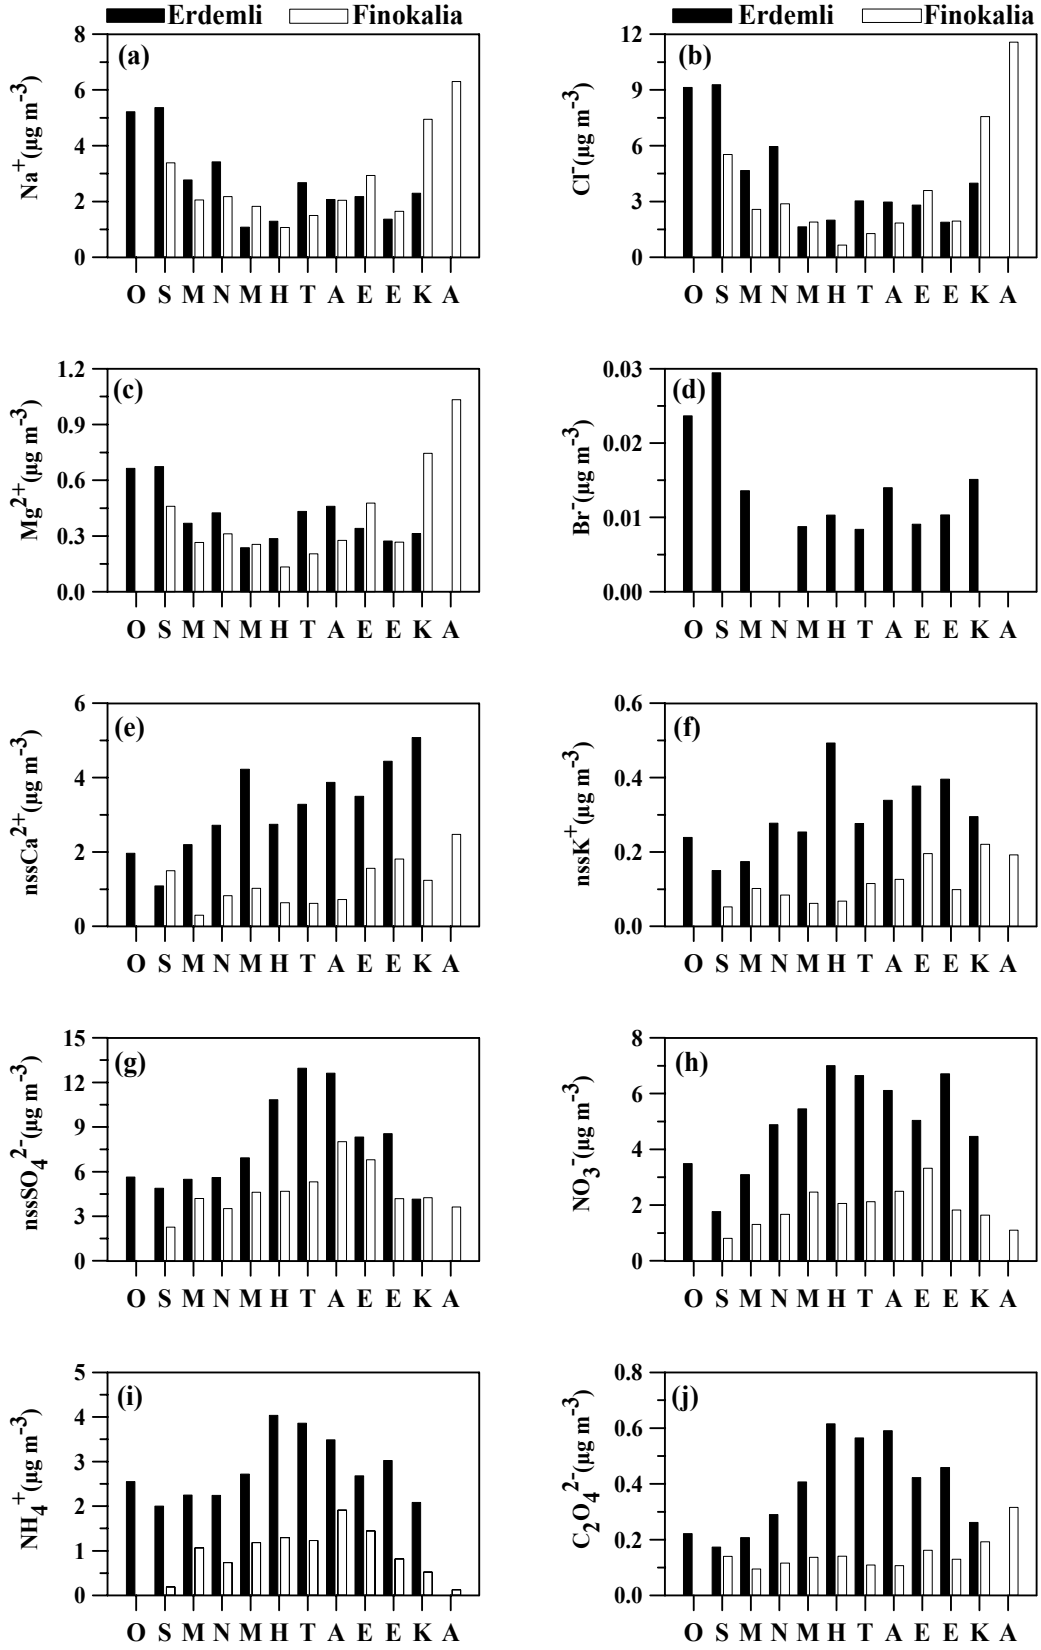 Erdemli Finokalia
Erdemli Finokalia
(a)
Na⁺(μg m⁻³)
8
6
4
2
0
O S M N M H T A E E K A
(b)
Cl⁻(μg m⁻³)
12
9
6
3
0
O S M N M H T A E E K A
(c)
Mg²⁺(μg m⁻³)
1.2
0.9
0.6
0.3
0.0
O S M N M H T A E E K A
(d)
Br⁻(μg m⁻³)
0.03
0.02
0.01
0.00
O S M N M H T A E E K A
(e)
nssCa²⁺(μg m⁻³)
6
4
2
0
O S M N M H T A E E K A
(f)
nssK⁺(μg m⁻³)
0.6
0.4
0.2
0.0
O S M N M H T A E E K A
(g)
nssSO₄²⁻(μg m⁻³)
15
12
9
6
3
0
O S M N M H T A E E K A
(h)
NO₃⁻(μg m⁻³)
8
6
4
2
0
O S M N M H T A E E K A
(i)
NH₄⁺(μg m⁻³)
5
4
3
2
1
0
O S M N M H T A E E K A
(j)
C₂O₄²⁻(μg m⁻³)
0.8
0.6
0.4
0.2
0.0
O S M N M H T A E E K A